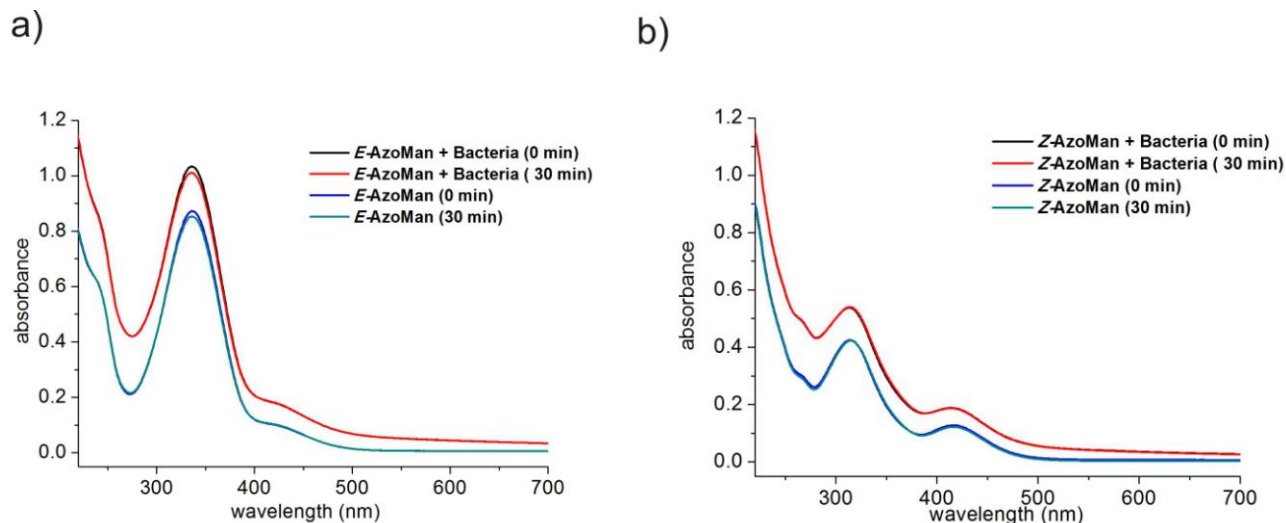 a)
1.2
1.0
0.8
0.6
0.4
0.2
0.0
absorbance
300
400
500
600
700
wavelength (nm)
E-AzoMan + Bacteria (0 min)
E-AzoMan + Bacteria ( 30 min)
E-AzoMan (0 min)
E-AzoMan (30 min)
b)
1.2
1.0
0.8
0.6
0.4
0.2
0.0
absorbance
300
400
500
600
700
wavelength (nm)
Z-AzoMan + Bacteria (0 min)
Z-AzoMan + Bacteria ( 30 min)
Z-AzoMan (0 min)
Z-AzoMan (30 min)